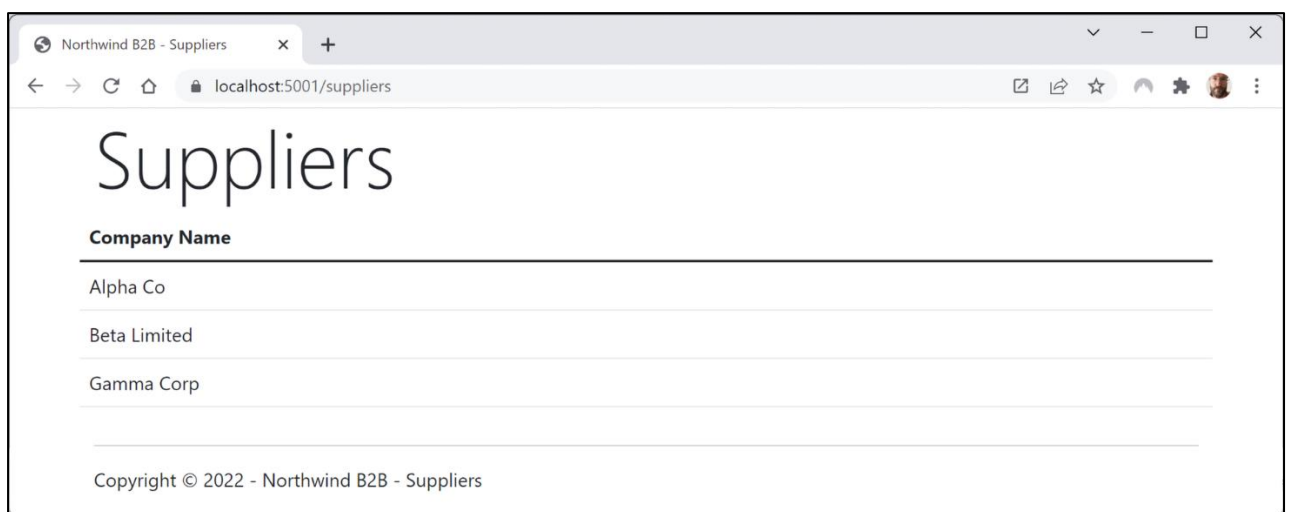 Northwind B2B - Suppliers
localhost:5001/suppliers
Suppliers
Company Name
Alpha Co
Beta Limited
Gamma Corp
Copyright © 2022 - Northwind B2B - Suppliers